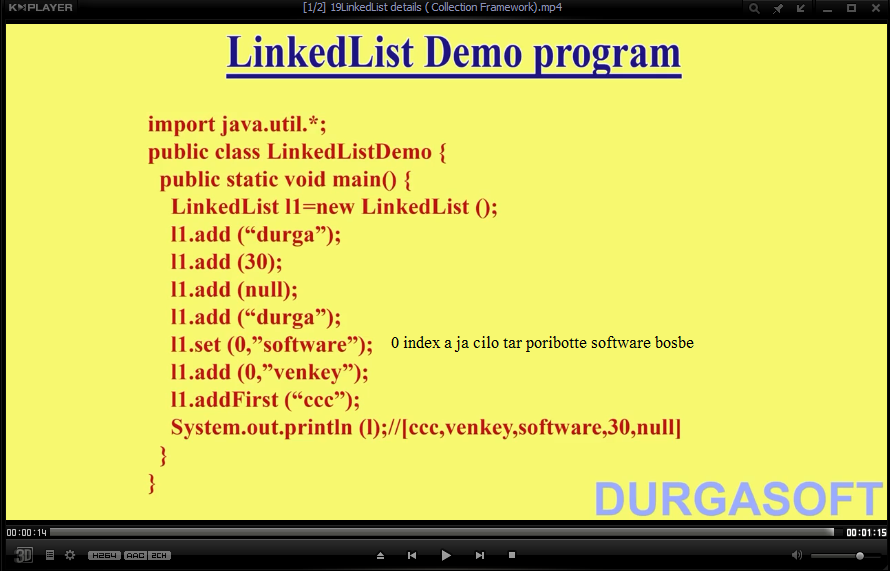 KMPLAYER
[1/2] 19LinkedList details ( Collection Framework).mp4
LinkedList Demo program
import java.util.*;
public class LinkedListDemo {
public static void main() {
LinkedList l1=new LinkedList ();
l1.add (“durga”);
l1.add (30);
l1.add (null);
l1.add (“durga”);
l1.set (0,”software”); 0 index a ja cilo tar poribotte software bosbe
l1.add (0,”venkey”);
l1.addFirst (“ccc”);
System.out.println (l);//[ccc,venkey,software,30,null]
}
}
DURGASOFT
00:00:14 00:01:15
3D H264 AAC 2CH